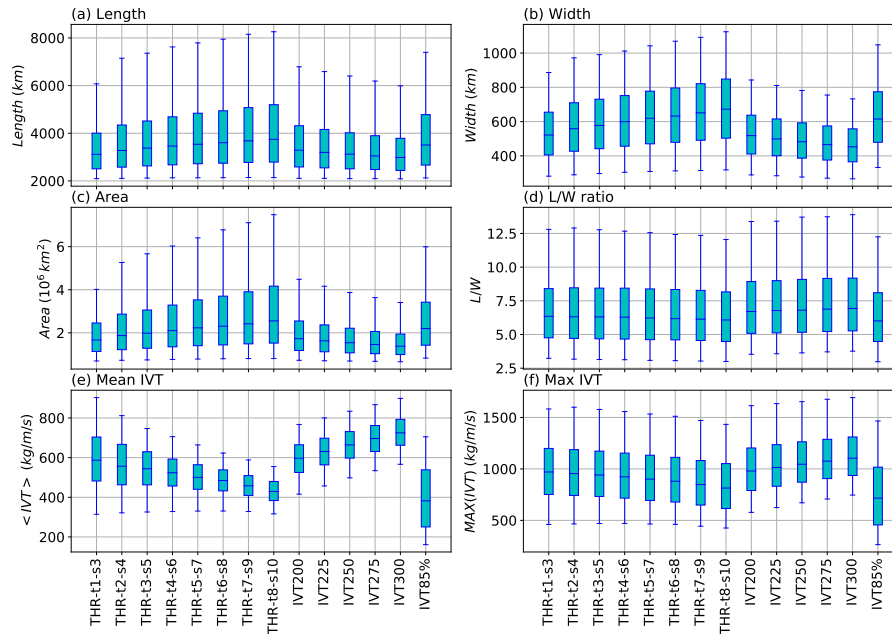 (a) Length
(b) Width
8000
6000
4000
2000
Length (km)
1000
800
600
400
Width (km)
(c) Area
(d) L/W ratio
6
4
2
Area (10⁶ km²)
12.5
10.0
7.5
5.0
2.5
L/W
(e) Mean IVT
(f) Max IVT
800
600
400
200
<IVT> (kg/m/s)
1500
1000
500
MAX(IVT) (kg/m/s)
THR-t1-s3
THR-t2-s4
THR-t3-s5
THR-t4-s6
THR-t5-s7
THR-t6-s8
THR-t7-s9
THR-t8-s10
IVT200
IVT225
IVT250
IVT275
IVT300
IVT85%
THR-t1-s3
THR-t2-s4
THR-t3-s5
THR-t4-s6
THR-t5-s7
THR-t6-s8
THR-t7-s9
THR-t8-s10
IVT200
IVT225
IVT250
IVT275
IVT300
IVT85%